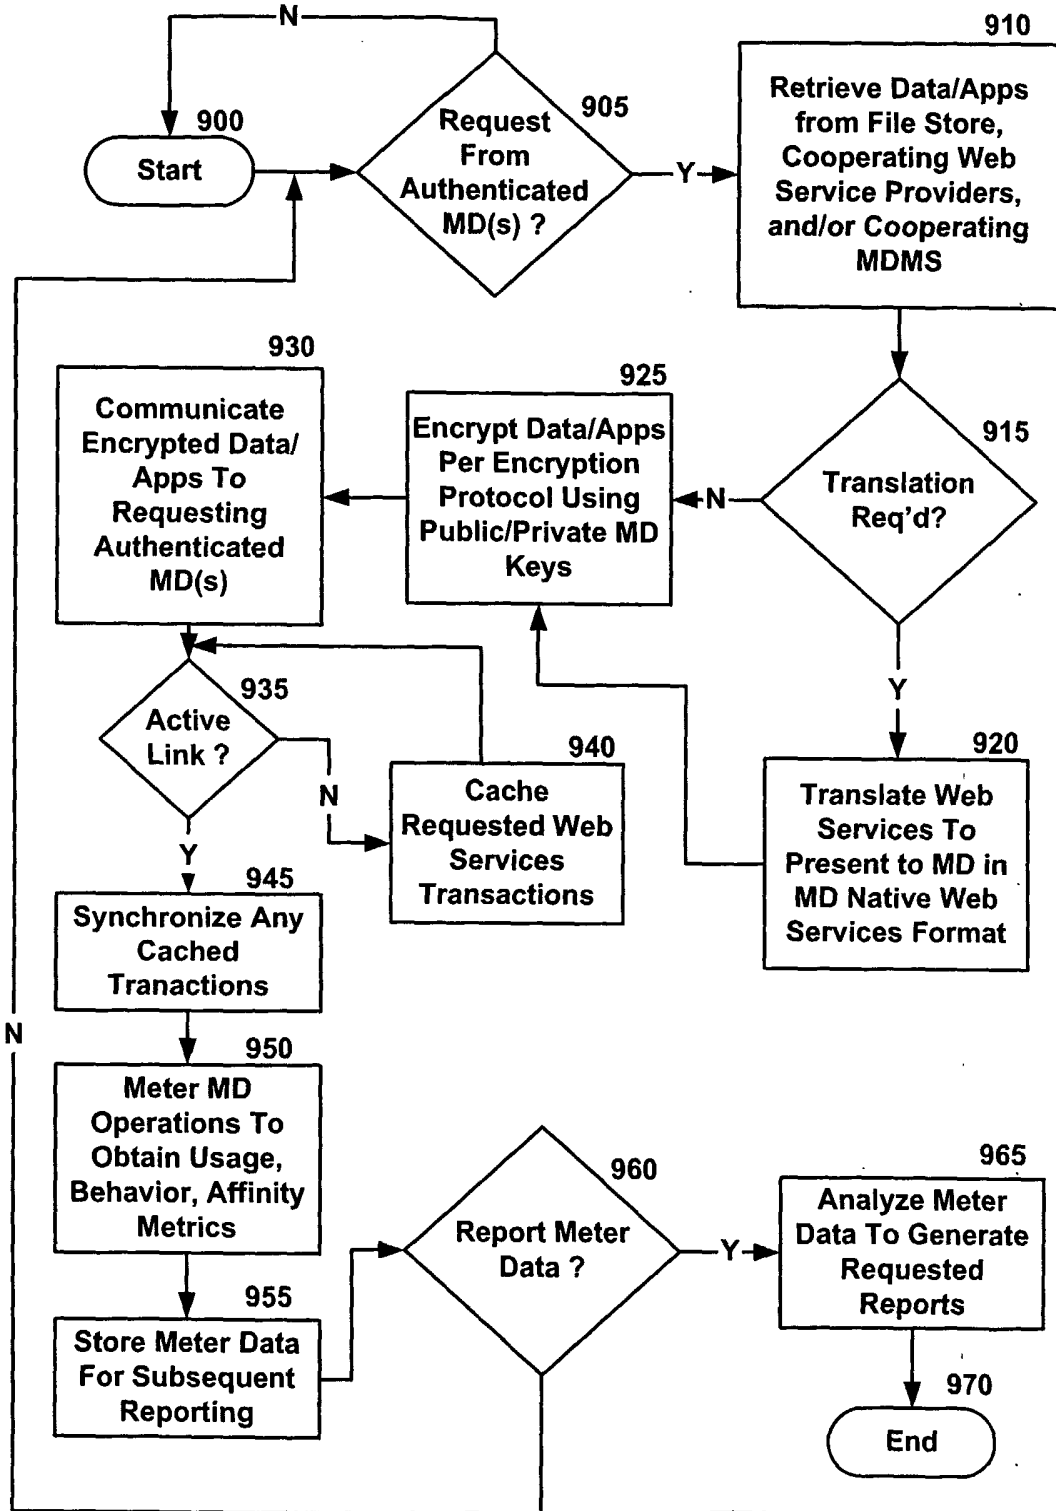 N
900
Start
905
Request
From
Authenticated
MD(s) ?
Y
910
Retrieve Data/Apps
from File Store,
Cooperating Web
Service Providers,
and/or Cooperating
MDMS
915
Translation
Req'd?
N
Y
925
Encrypt Data/Apps
Per Encryption
Protocol Using
Public/Private MD
Keys
930
Communicate
Encrypted Data/
Apps To
Requesting
Authenticated
MD(s)
920
Translate Web
Services To
Present to MD in
MD Native Web
Services Format
935
Active
Link ?
N
Y
940
Cache
Requested Web
Services
Transactions
945
Synchronize Any
Cached
Tranactions
950
Meter MD
Operations To
Obtain Usage,
Behavior, Affinity
Metrics
955
Store Meter Data
For Subsequent
Reporting
960
Report Meter
Data ?
N
Y
965
Analyze Meter
Data To Generate
Requested
Reports
970
End